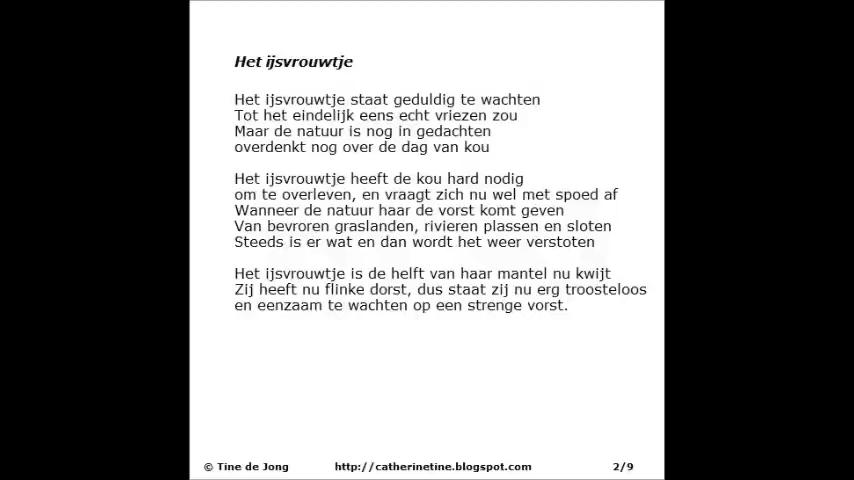 Het ijsvrouwtje
Het ijsvrouwtje staat geduldig te wachten
Tot het eindelijk eens echt vriezen zou
Maar de natuur is nog in gedachten
overdenkt nog over de dag van kou
Het ijsvrouwtje heeft de kou hard nodig
om te overleven, en vraagt zich nu wel met spoed af
Wanneer de natuur haar de vorst komt geven
Van bevroren graslanden, rivieren plassen en sloten
Steeds is er wat en dan wordt het weer verstoten
Het ijsvrouwtje is de helft van haar mantel nu kwijt
Zij heeft nu flinke dorst, dus staat zij nu erg troosteloos
en eenzaam te wachten op een strenge vorst.
© Tine de Jong http://catherinetine.blogspot.com 2/9